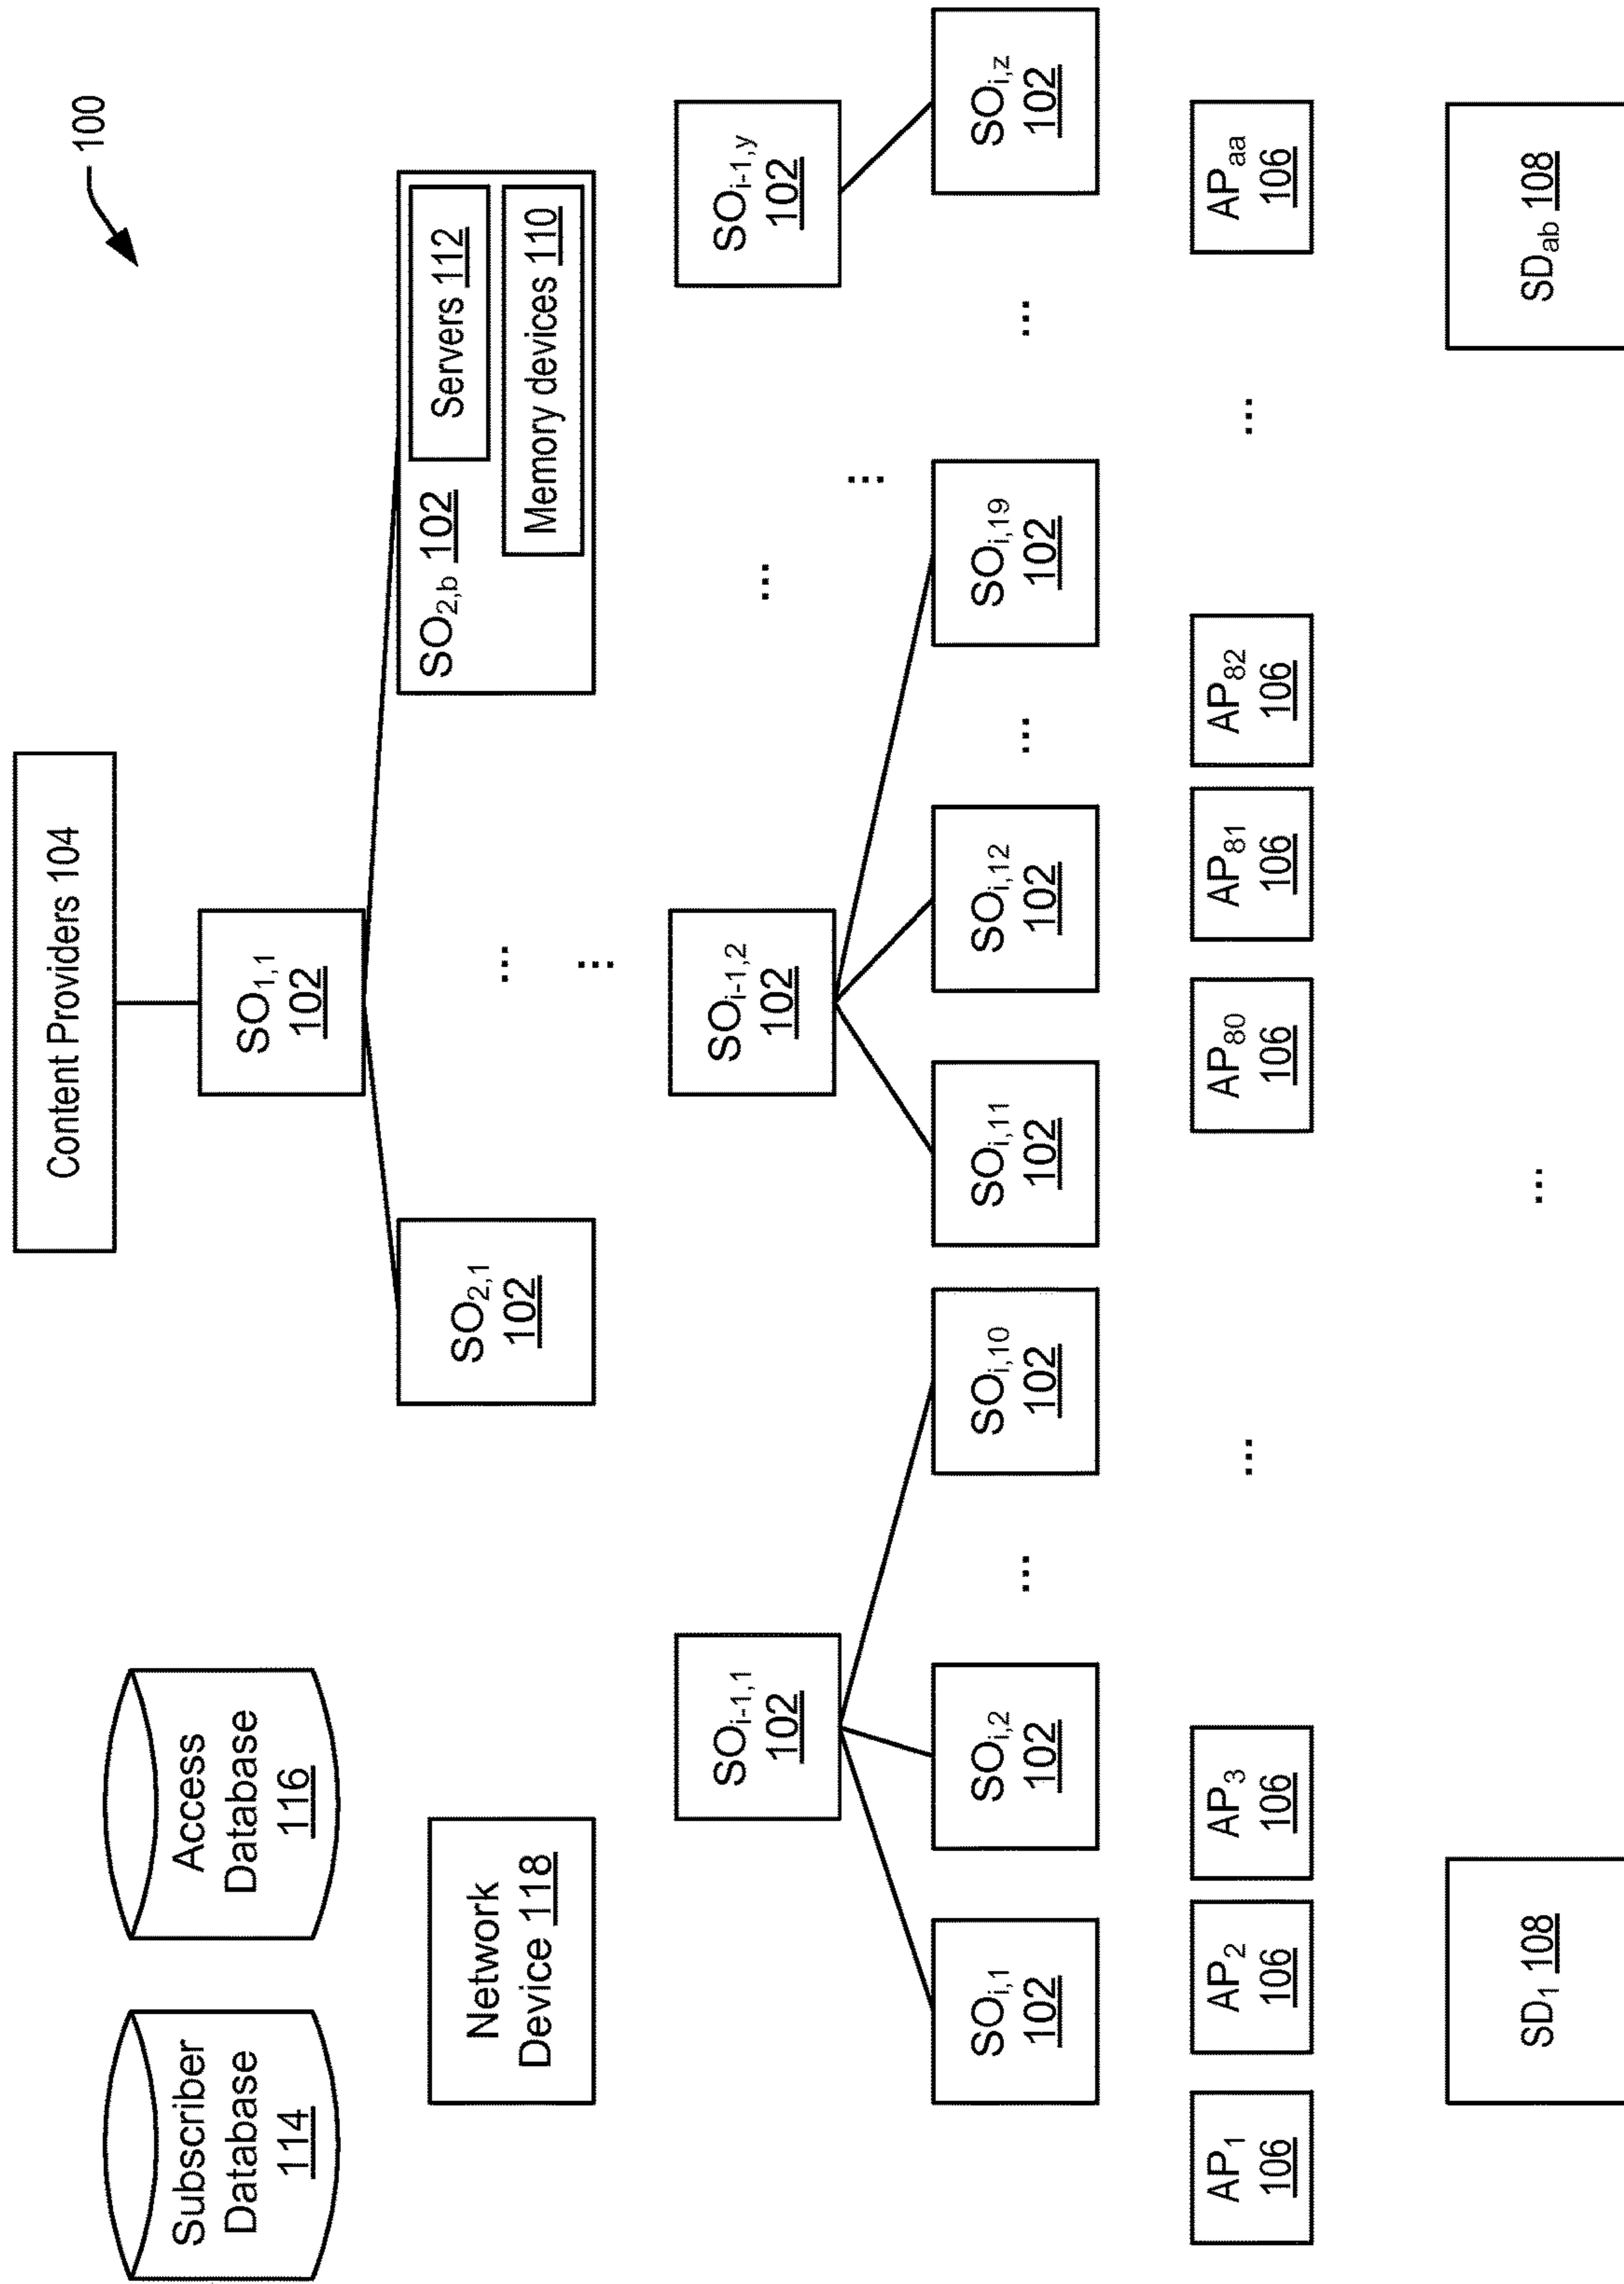 100
Content Providers 104
Subscriber
Database
114
Access
Database
116
SO1,1
102
Network
Device 118
SO2,1
102
SO2,b 102
Servers 112
Memory devices 110
...
...
SOi-1,1
102
SOi-1,2
102
...
SOi-1,y
102
...
SOi,1
102
SOi,2
102
...
SOi,10
102
SOi,11
102
SOi,12
102
...
SOi,19
102
...
SOi,z
102
AP1
106
AP2
106
AP3
106
...
AP80
106
AP81
106
AP82
106
...
APaa
106
SD1 108
...
SDab 108